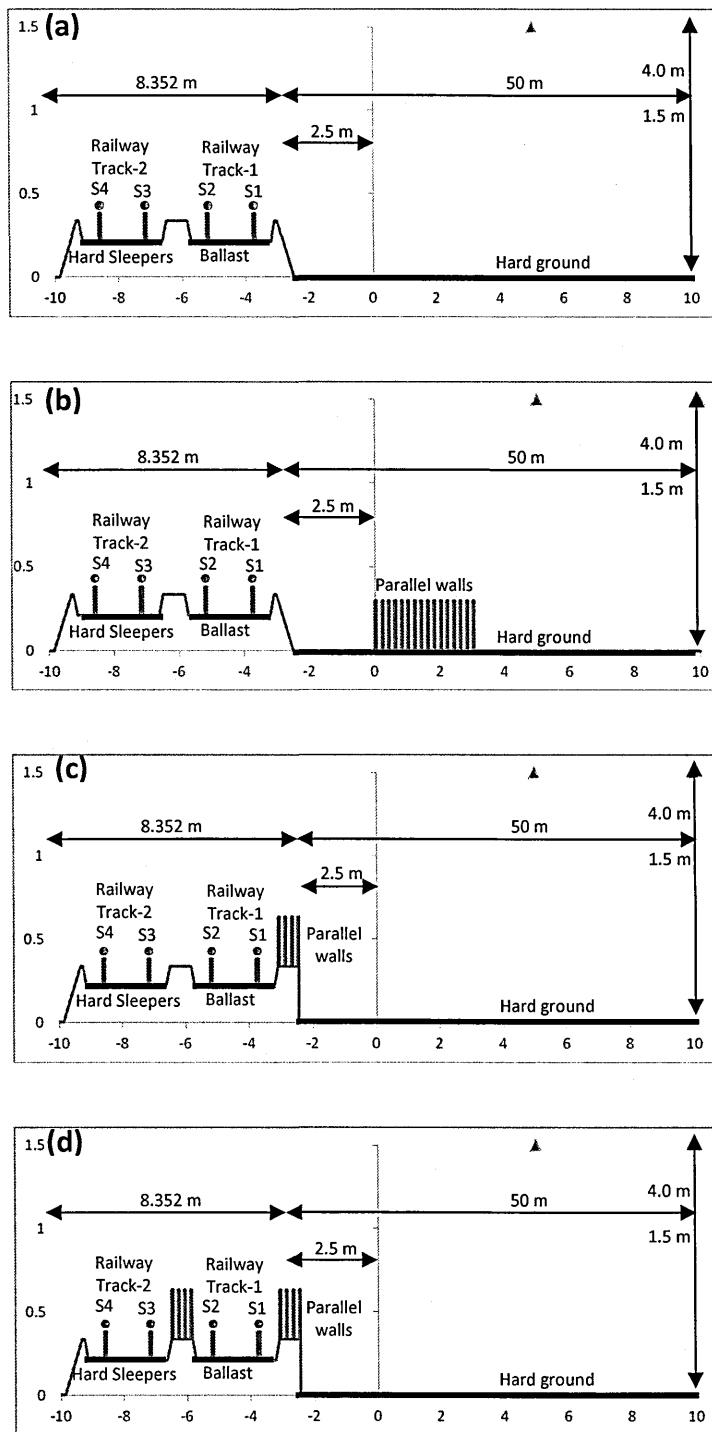 (a)
1.5
8.352 m 50 m 4.0 m
1.5 m
1
2.5 m
Railway Railway
Track-2 Track-1
S4 S3 S2 S1
0.5
Hard Sleepers Ballast Hard ground
0
-10 -8 -6 -4 -2 0 2 4 6 8 10
(b)
1.5
8.352 m 50 m 4.0 m
1.5 m
1
2.5 m
Railway Railway
Track-2 Track-1
S4 S3 S2 S1
0.5
Parallel walls
Hard Sleepers Ballast Hard ground
0
-10 -8 -6 -4 -2 0 2 4 6 8 10
(c)
1.5
8.352 m 50 m 4.0 m
1.5 m
1
2.5 m
Railway Railway
Track-2 Track-1
S4 S3 S2 S1
Parallel
walls
0.5
Hard Sleepers Ballast Hard ground
0
-10 -8 -6 -4 -2 0 2 4 6 8 10
(d)
1.5
8.352 m 50 m 4.0 m
1.5 m
1
2.5 m
Railway Railway
Track-2 Track-1
S4 S3 S2 S1
Parallel
walls
0.5
Hard Sleepers Ballast Hard ground
0
-10 -8 -6 -4 -2 0 2 4 6 8 10